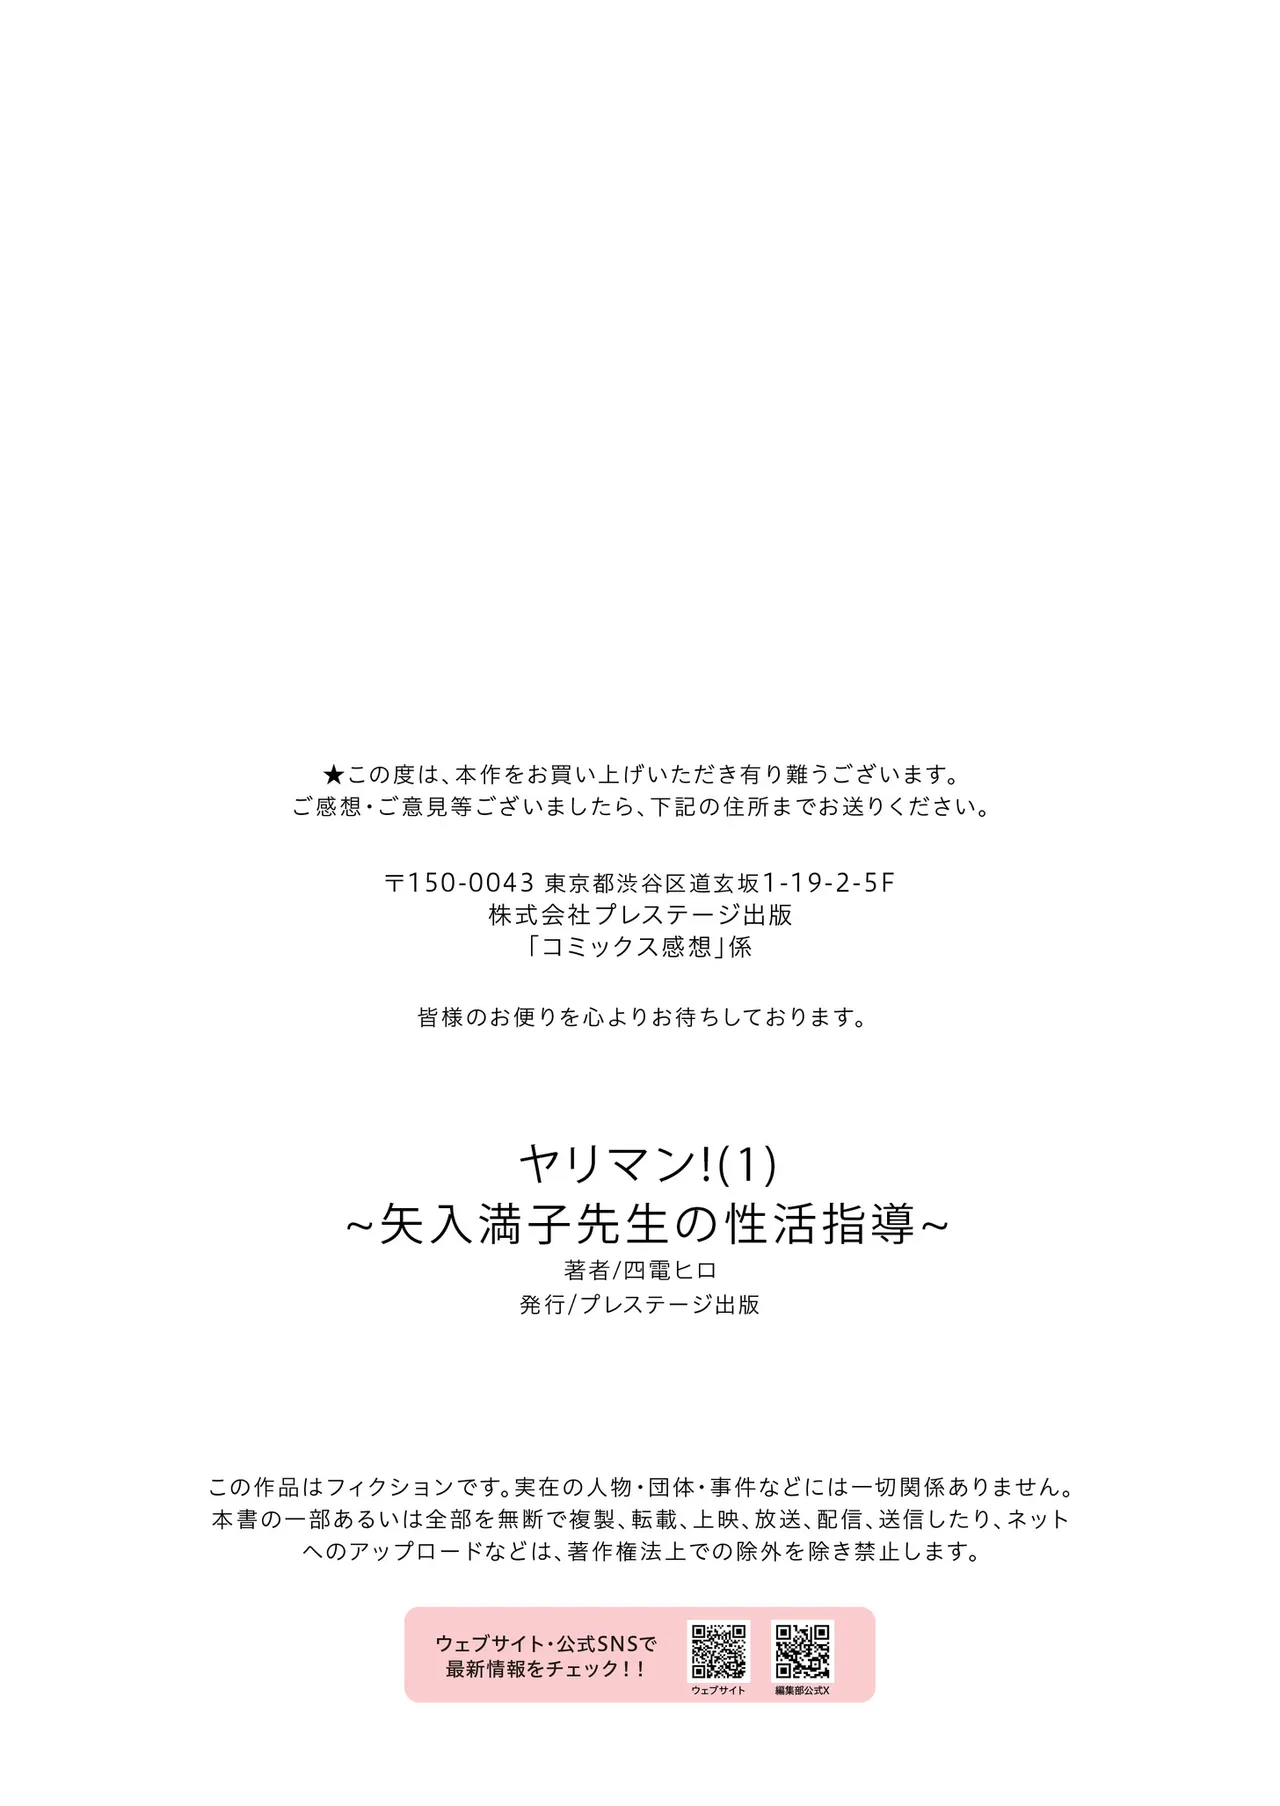 ★この度は、本作をお買い上げいただき有り難うございます。
ご感想・ご意見等ございましたら、下記の住所までお送りください。
〒150-0043 東京都渋谷区道玄坂1-19-2-5F
株式会社プレステージ出版
「コミックス感想」係
皆様のお便りを心よりお待ちしております。
ヤリマン!(1)
~矢入満子先生の性活指導~
著者/四電ヒロ
発行/プレステージ出版
この作品はフィクションです。実在の人物・団体・事件などには一切関係ありません。
本書の一部あるいは全部を無断で複製、転載、上映、放送、配信、送信したり、ネット
へのアップロードなどは、著作権法上での除外を除き禁止します。
ウェブサイト・公式SNSで
最新情報をチェック！！
ウェブサイト
編集部公式X